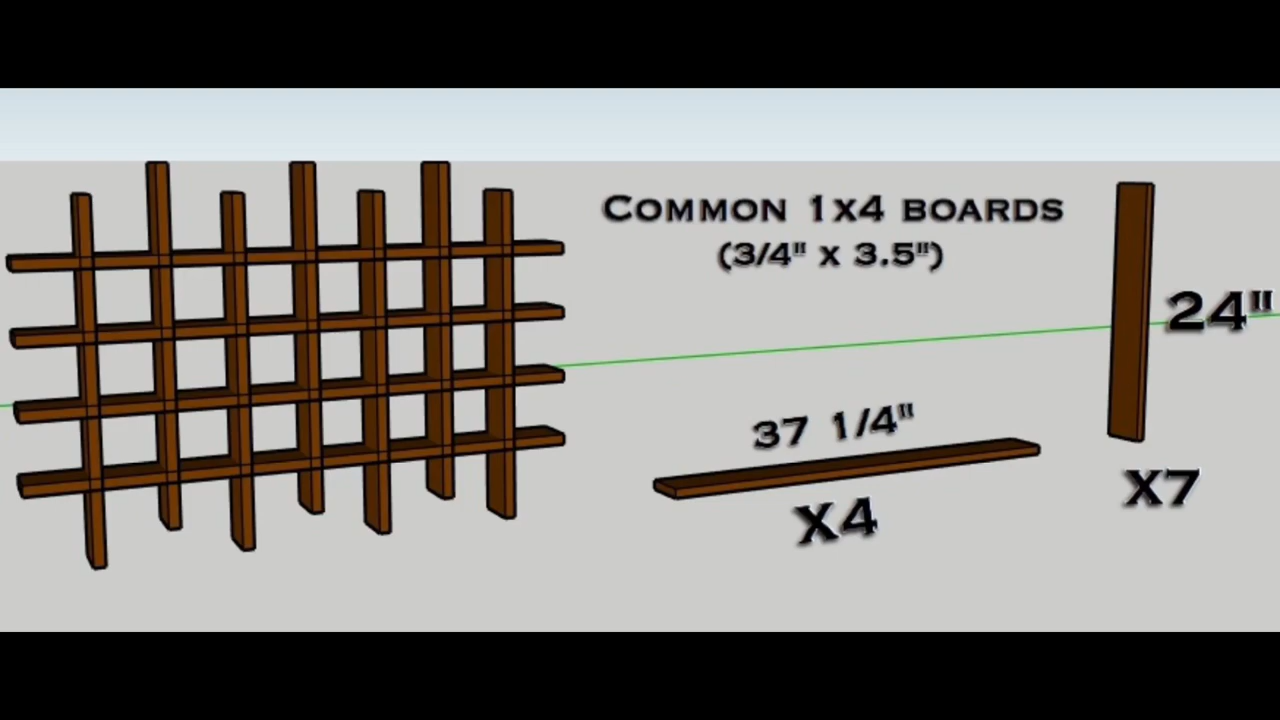 COMMON 1X4 BOARDS
(3/4" X 3.5")
24"
37 1/4"
X4
X7